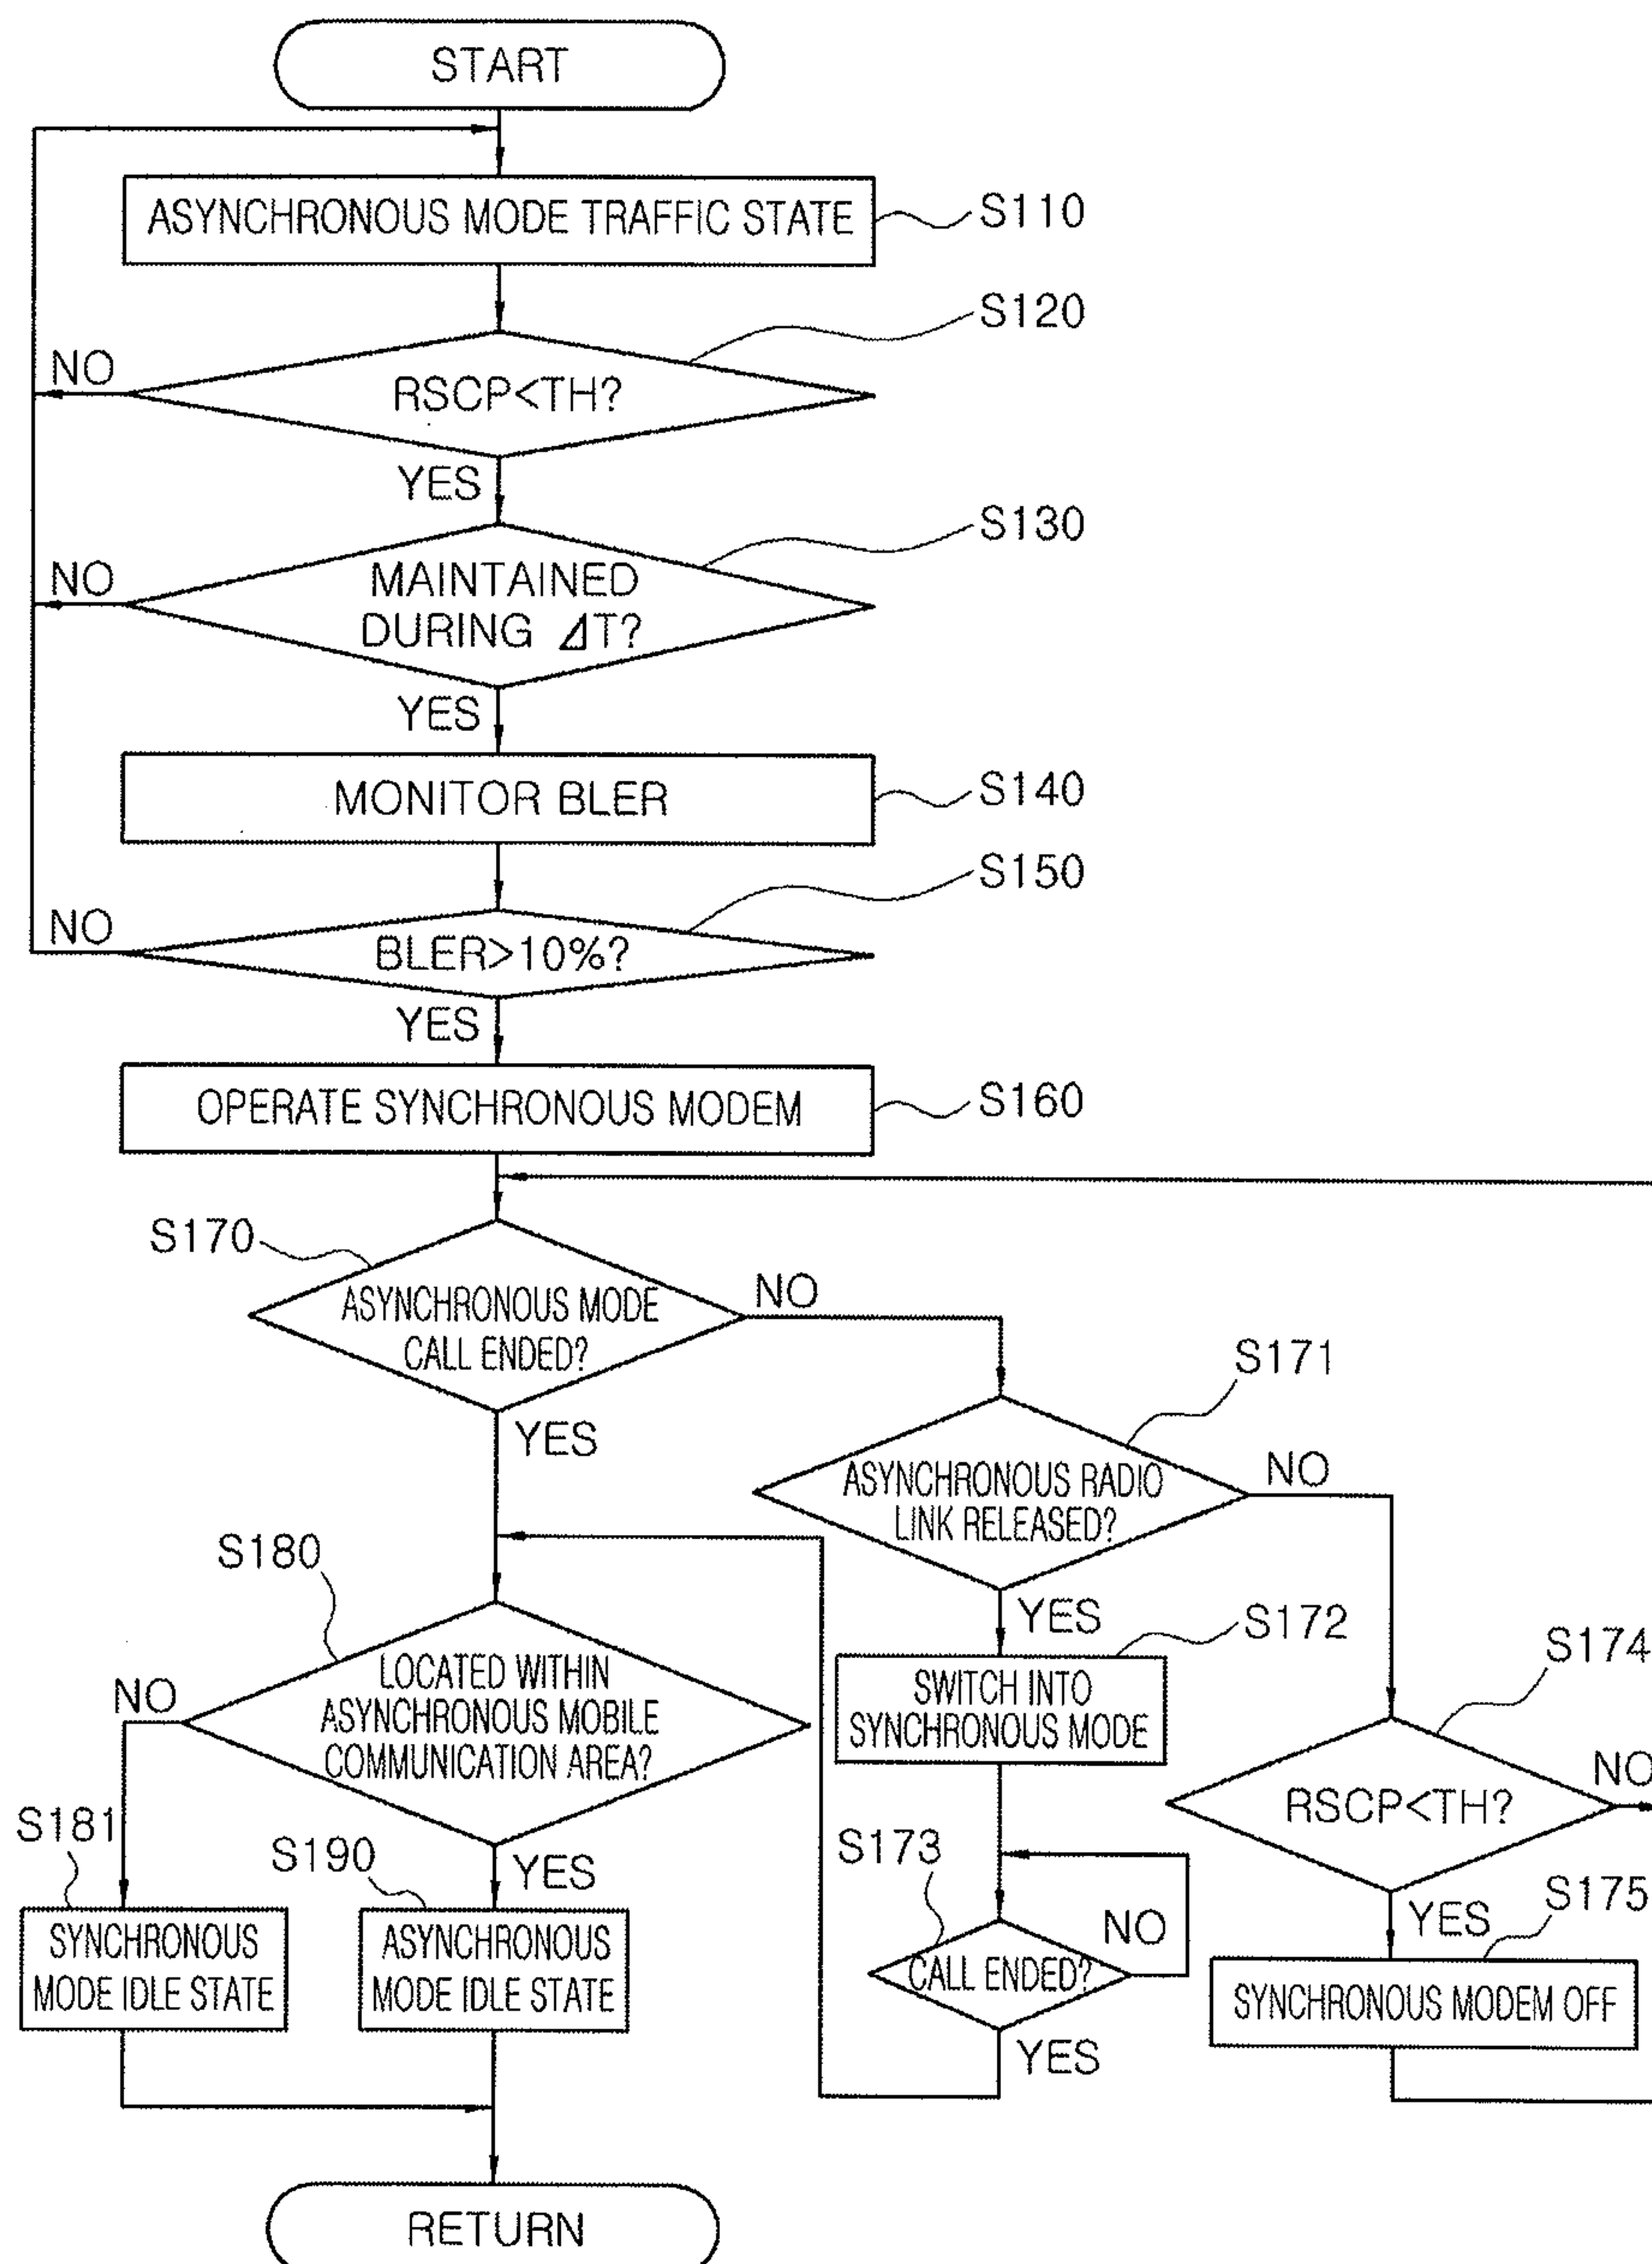 START
ASYNCHRONOUS MODE TRAFFIC STATE
S110
S120
NO
RSCP<TH?
YES
S130
NO
MAINTAINED
DURING ⊿T?
YES
MONITOR BLER
S140
S150
NO
BLER>10%?
YES
OPERATE SYNCHRONOUS MODEM
S160
S170
ASYNCHRONOUS MODE
CALL ENDED?
NO
YES
S171
ASYNCHRONOUS RADIO
LINK RELEASED?
NO
YES
S172
SWITCH INTO
SYNCHRONOUS MODE
S173
CALL ENDED?
NO
YES
S174
RSCP<TH?
NO
YES
S175
SYNCHRONOUS MODEM OFF
S180
LOCATED WITHIN
ASYNCHRONOUS MOBILE
COMMUNICATION AREA?
NO
YES
S181
SYNCHRONOUS
MODE IDLE STATE
S190
ASYNCHRONOUS
MODE IDLE STATE
RETURN